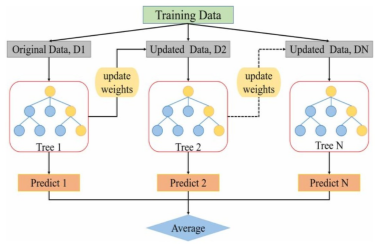 Training Data
Original Data, D1
Updated Data, D2
Updated Data, DN
update
weights
update
weights
Tree 1
Tree 2
Tree N
Predict 1
Predict 2
Predict N
Average